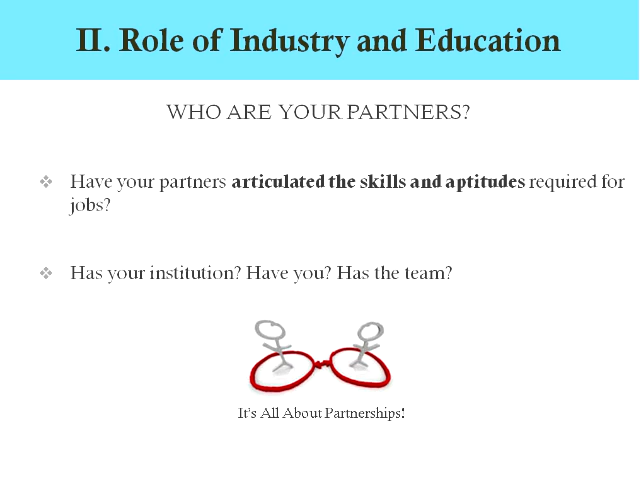 II. Role of Industry and Education
WHO ARE YOUR PARTNERS?
Have your partners articulated the skills and aptitudes required for
jobs?
Has your institution? Have you? Has the team?
It's All About Partnerships!